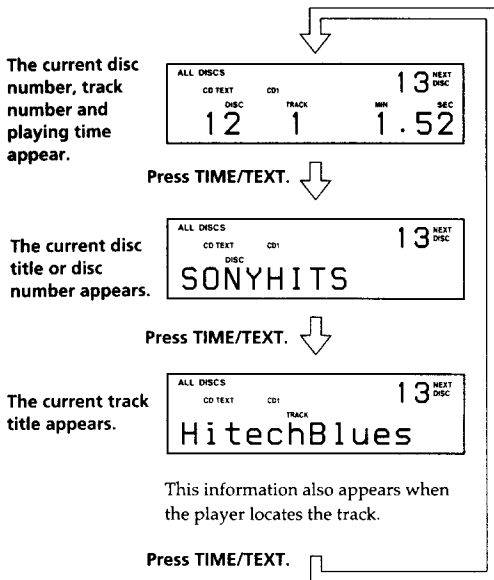 The current disc
number, track
number and
playing time
appear.
ALL DISCS
CD TEXT CD1 13 NEXT DISC
DISC TRACK MIN SEC
12 1 1.52
Press TIME/TEXT.
The current disc
title or disc
number appears.
ALL DISCS
CD TEXT CD1 13 NEXT DISC
DISC
SONYHITS
Press TIME/TEXT.
The current track
title appears.
ALL DISCS
CD TEXT CD1 13 NEXT DISC
TRACK
HitechBlues
This information also appears when
the player locates the track.
Press TIME/TEXT.